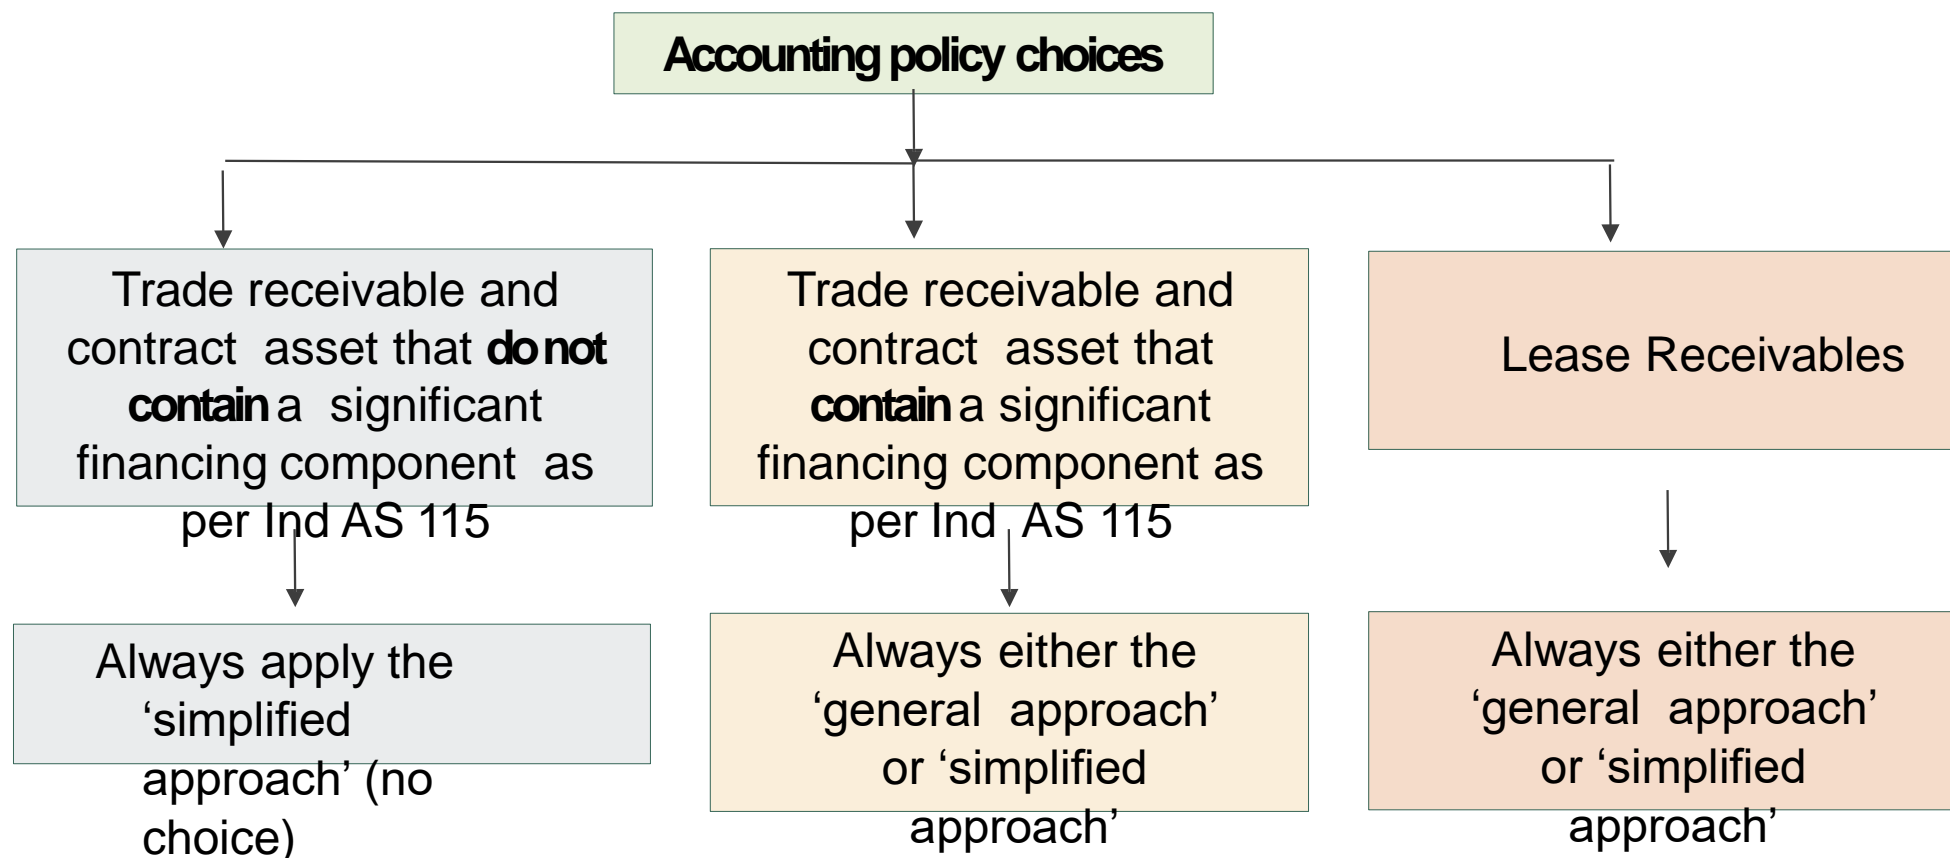 Accounting policy choices
Trade receivable and
contract asset that do not
contain a significant
financing component as
per Ind AS 115
Trade receivable and
contract asset that
contain a significant
financing component as
per Ind AS 115
Lease Receivables
Always apply the
‘simplified
approach’ (no
choice)
Always either the
‘general approach’
or ‘simplified
approach’
Always either the
‘general approach’
or ‘simplified
approach’